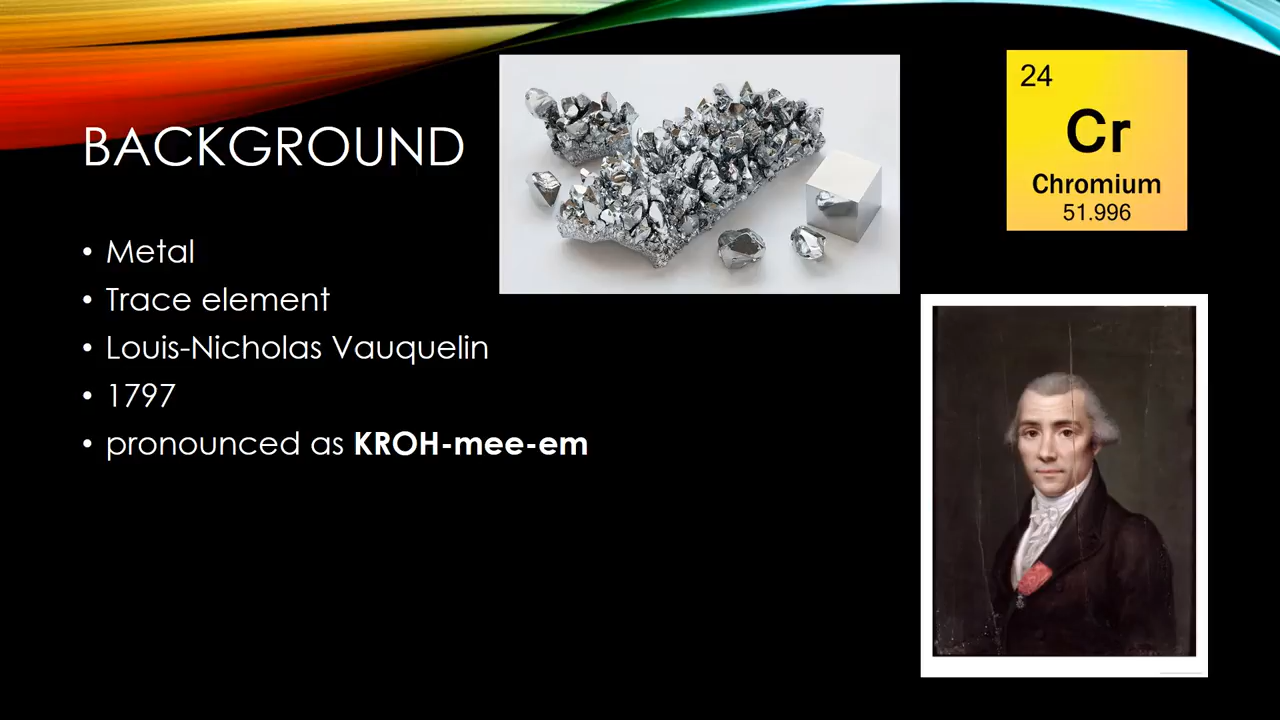 BACKGROUND
• Metal
• Trace element
• Louis-Nicholas Vauquelin
• 1797
• pronounced as KROH-mee-em
24
Cr
Chromium
51.996